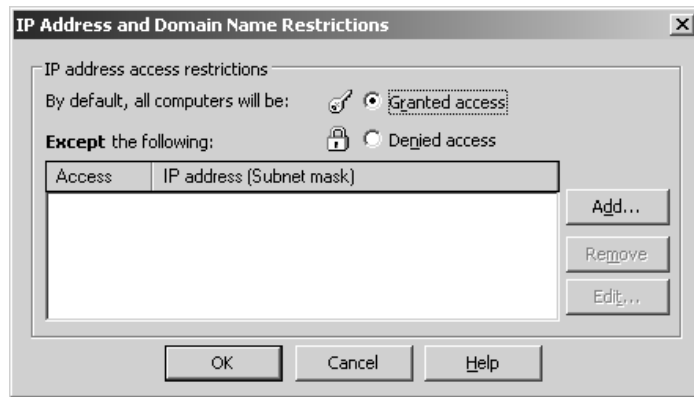 IP Address and Domain Name Restrictions
IP address access restrictions
By default, all computers will be: Granted access
Except the following: Denied access
Access IP address (Subnet mask)
Add...
Remove
Edit...
OK Cancel Help